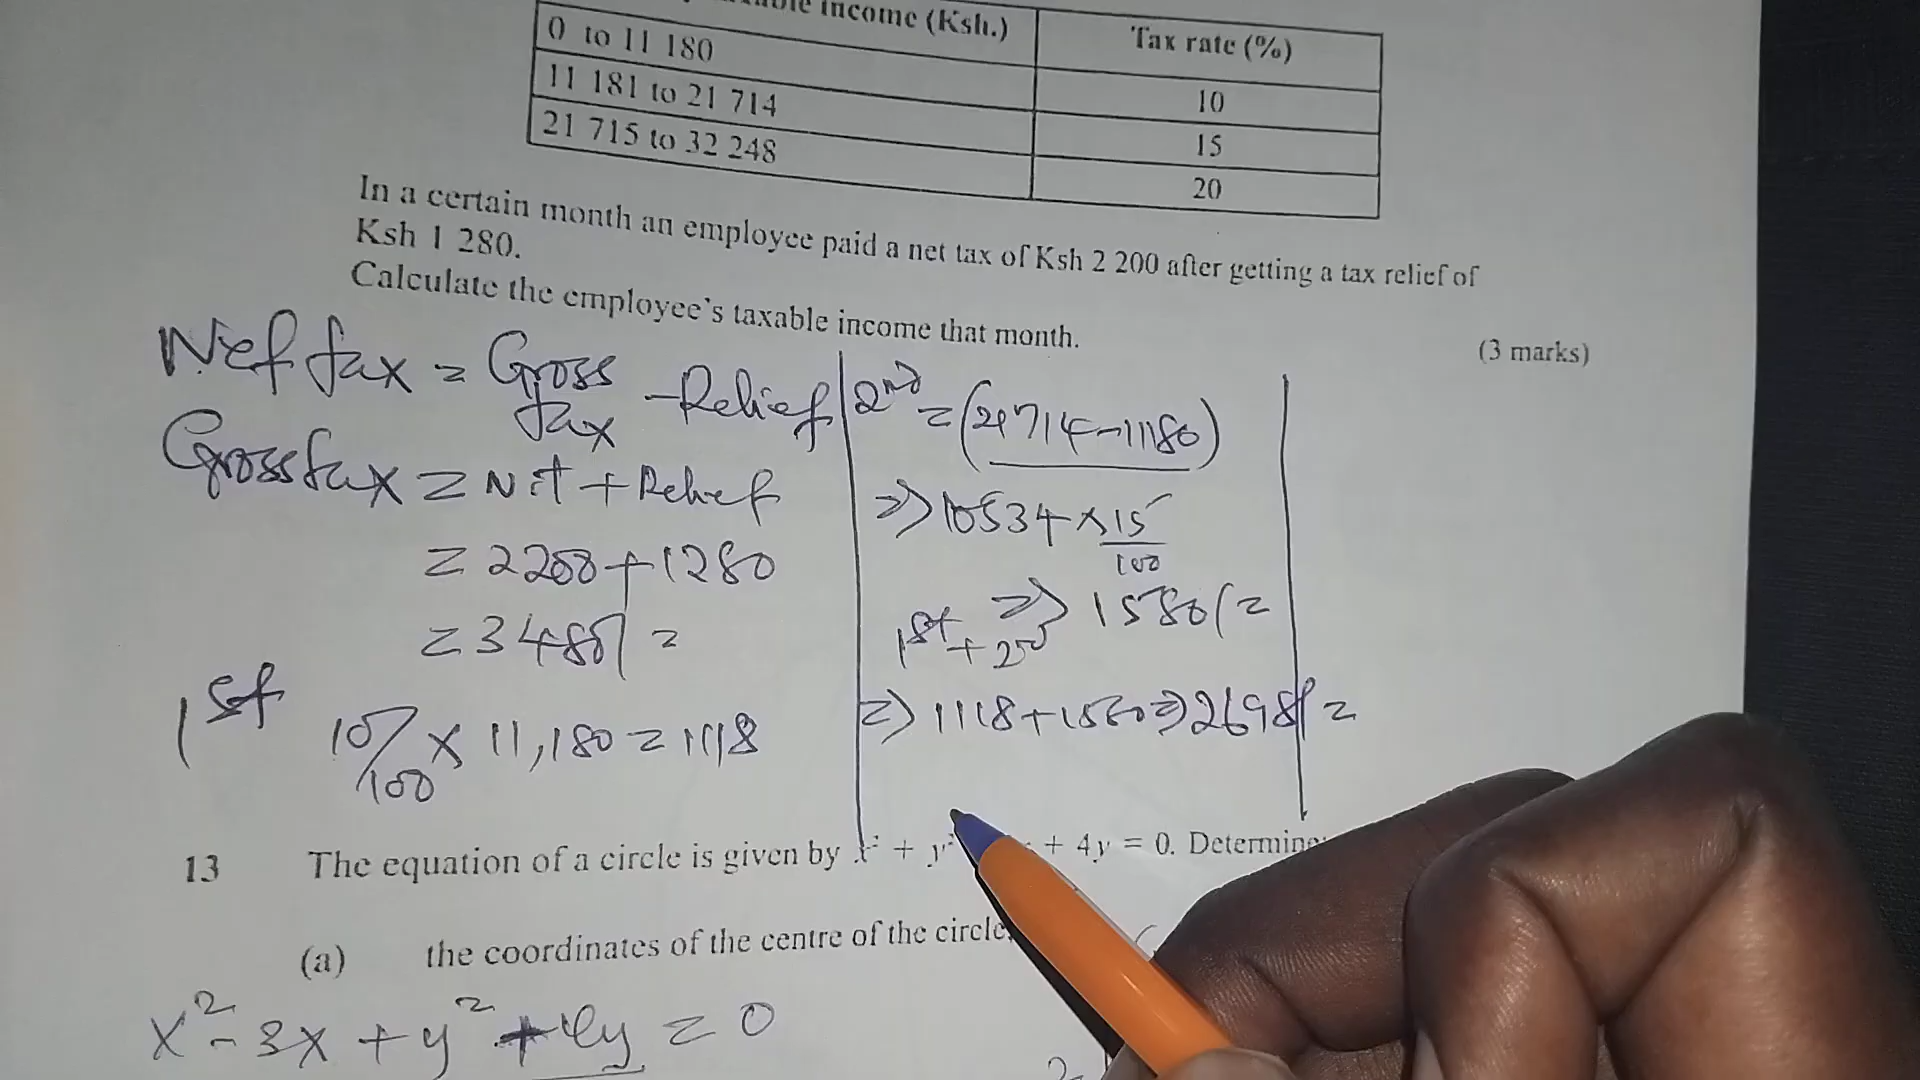 income (Ksh.) Tax rate (%)
0 to 11 180 10
11 181 to 21 714 15
21 715 to 32 248 20
In a certain month an employee paid a net tax of Ksh 2 200 after getting a tax relief of
Ksh 1 280.
Calculate the employee's taxable income that month.
(3 marks)
Net tax = Gross tax - Relief
Gross tax = Net + Relief
= 2200 + 1280
= 3480/=
1st 10/100 × 11,180 = 1118
2nd = (21714 - 11180)
=> 10534 × 15/100
=> 1580/=
1st + 2nd
=> 1118 + 1580 => 2698/=
13 The equation of a circle is given by x² + y² + 4y = 0. Determine:
(a) the coordinates of the centre of the circle,
x² - 3x + y² + 4y = 0
2